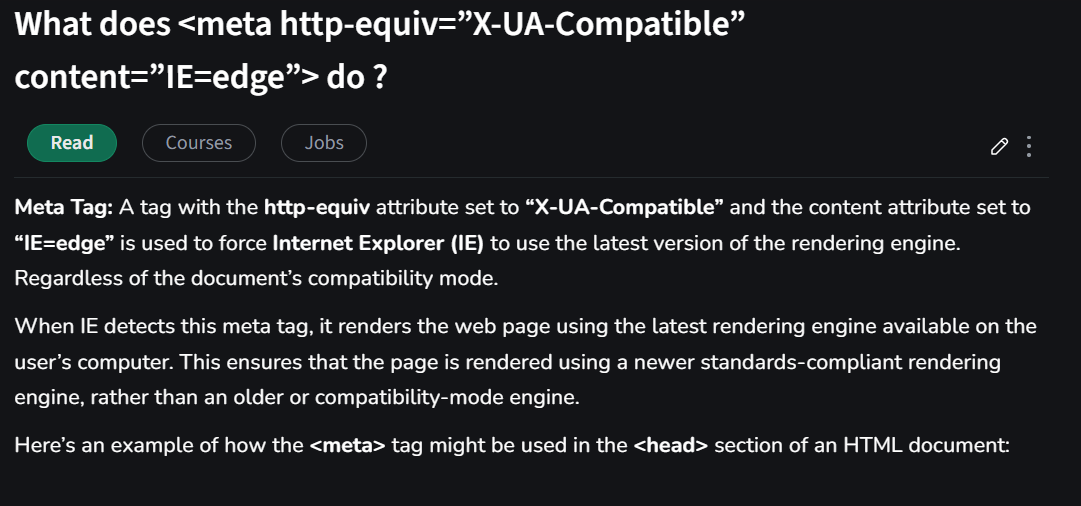 What does <meta http-equiv=”X-UA-Compatible”
content=”IE=edge”> do ?
Read
Courses
Jobs
Meta Tag: A tag with the http-equiv attribute set to “X-UA-Compatible” and the content attribute set to
“IE=edge” is used to force Internet Explorer (IE) to use the latest version of the rendering engine.
Regardless of the document’s compatibility mode.
When IE detects this meta tag, it renders the web page using the latest rendering engine available on the
user’s computer. This ensures that the page is rendered using a newer standards-compliant rendering
engine, rather than an older or compatibility-mode engine.
Here’s an example of how the <meta> tag might be used in the <head> section of an HTML document: